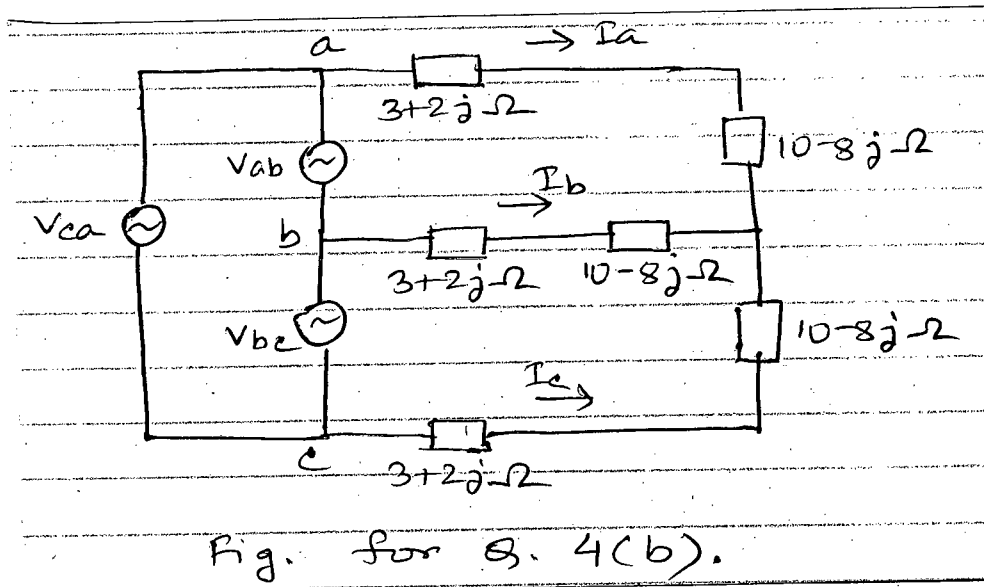 a → Ia
3+2j Ω
10-8j Ω
Vab
Ib
Vca
b
3+2j Ω 10-8j Ω
Vbc
10-8j Ω
Ic
c
3+2j Ω
Fig. for Q. 4(b).